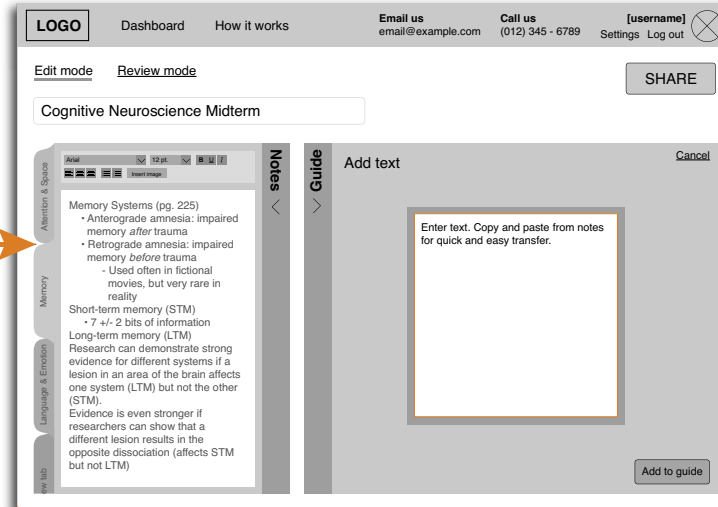 LOGO
Dashboard
How it works
Email us
email@example.com
Call us
(012) 345 - 6789
[username]
Settings Log out
Edit mode
Review mode
SHARE
Cognitive Neuroscience Midterm
Attention & Space
Memory
Language & Emotion
ew tab
Arial
12 pt.
B U I
Insert image
Memory Systems (pg. 225)
• Anterograde amnesia: impaired
memory after trauma
• Retrograde amnesia: impaired
memory before trauma
- Used often in fictional
movies, but very rare in
reality
Short-term memory (STM)
• 7 +/- 2 bits of information
Long-term memory (LTM)
Research can demonstrate strong
evidence for different systems if a
lesion in an area of the brain affects
one system (LTM) but not the other
(STM).
Evidence is even stronger if
researchers can show that a
different lesion results in the
opposite dissociation (affects STM
but not LTM)
Notes
Guide
Add text
Cancel
Enter text. Copy and paste from notes
for quick and easy transfer.
Add to guide